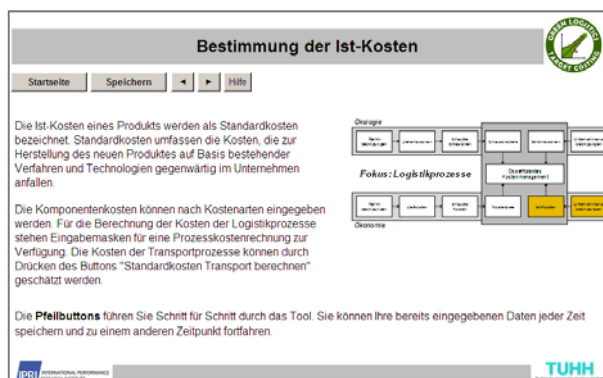 Bestimmung der Ist-Kosten
GREEN LOGISTICS
TARGET COSTING
Startseite
Speichern
Hilfe
Die Ist-Kosten eines Produkts werden als Standardkosten
bezeichnet. Standardkosten umfassen die Kosten, die zur
Herstellung des neuen Produktes auf Basis bestehender
Verfahren und Technologien gegenwärtig im Unternehmen
anfallen.
Die Komponentenkosten können nach Kostenarten eingegeben
werden. Für die Berechnung der Kosten der Logistikprozesse
stehen Eingabemasken für eine Prozesskostenrechnung zur
Verfügung. Die Kosten der Transportprozesse können durch
Drücken des Buttons "Standardkosten Transport berechnen"
geschätzt werden.
Ökologie
Fokus: Logistikprozesse
Ökonomie
Die Pfeilbuttons führen Sie Schritt für Schritt durch das Tool. Sie können Ihre bereits eingegebenen Daten jeder Zeit
speichern und zu einem anderen Zeitpunkt fortfahren.
IPRI INTERNATIONAL PERFORMANCE
RESEARCH INSTITUTE
TUHH